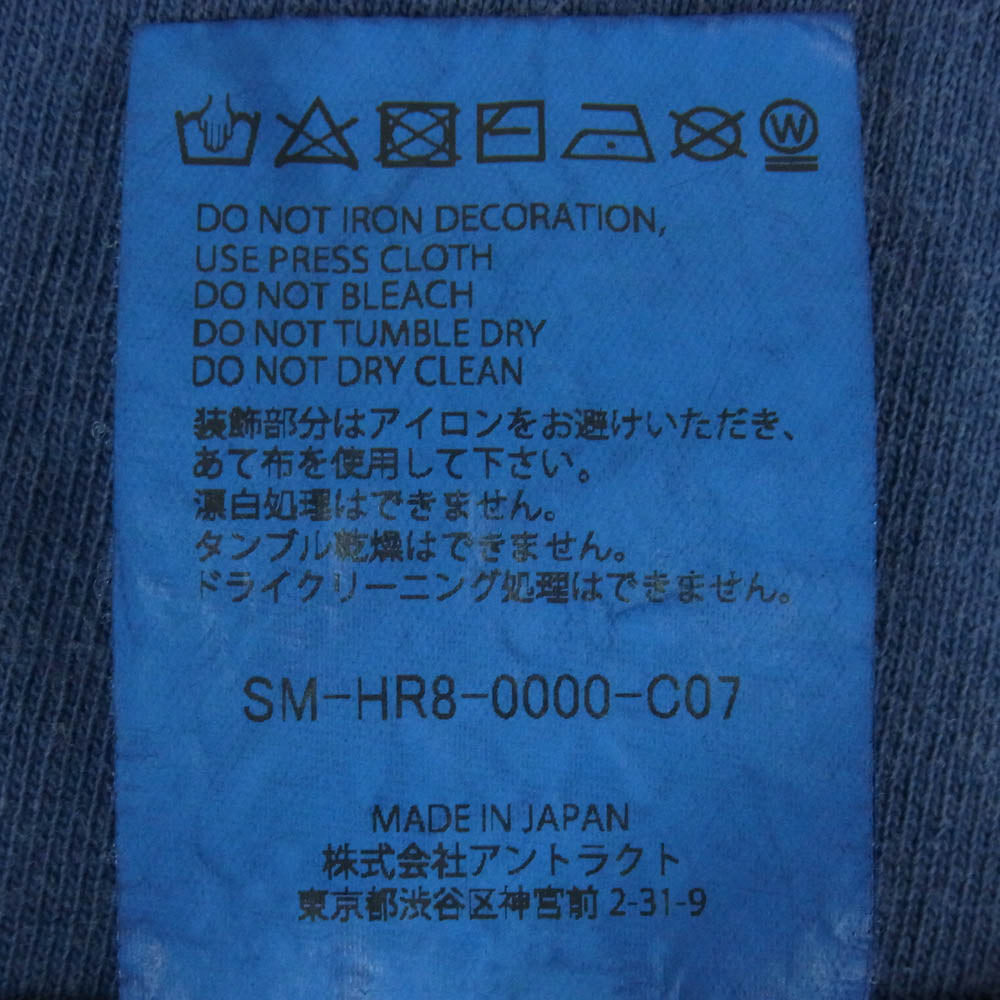 W
DO NOT IRON DECORATION,
USE PRESS CLOTH
DO NOT BLEACH
DO NOT TUMBLE DRY
DO NOT DRY CLEAN
装飾部分はアイロンをお避けいただき、
あて布を使用して下さい。
漂白処理はできません。
タンブル乾燥はできません。
ドライクリーニング処理はできません。
SM-HR8-0000-C07
MADE IN JAPAN
株式会社アントラクト
東京都渋谷区神宮前 2-31-9